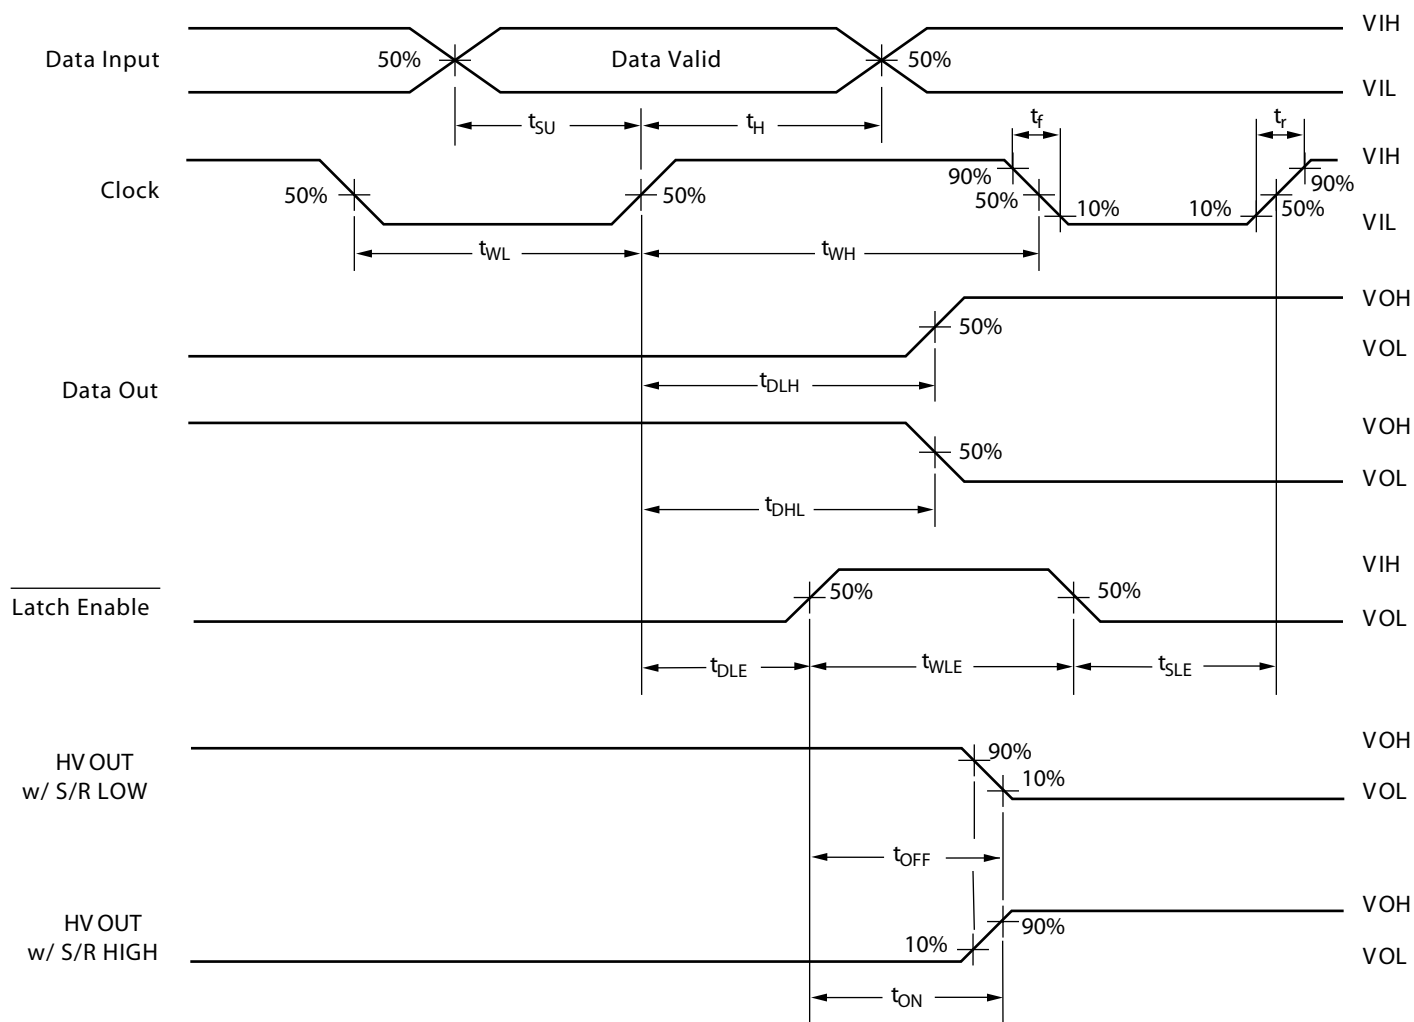 VIH
Data Input
50%
Data Valid
50%
VIL
tSU
tH
tf
tr
VIH
Clock
50%
50%
90%
50%
10%
10%
90%
50%
VIL
tWL
tWH
VOH
50%
VOL
tDLH
Data Out
VOH
50%
VOL
tDHL
VIH
Latch Enable
50%
50%
VOL
tDLE
tWLE
tSLE
VOH
HV OUT
w/ S/R LOW
90%
10%
VOL
tOFF
VOH
HV OUT
w/ S/R HIGH
10%
90%
VOL
tON